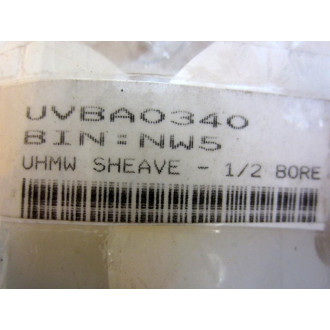 UVBA0340
BIN:NW5
UHMW SHEAVE - 1/2 BORE